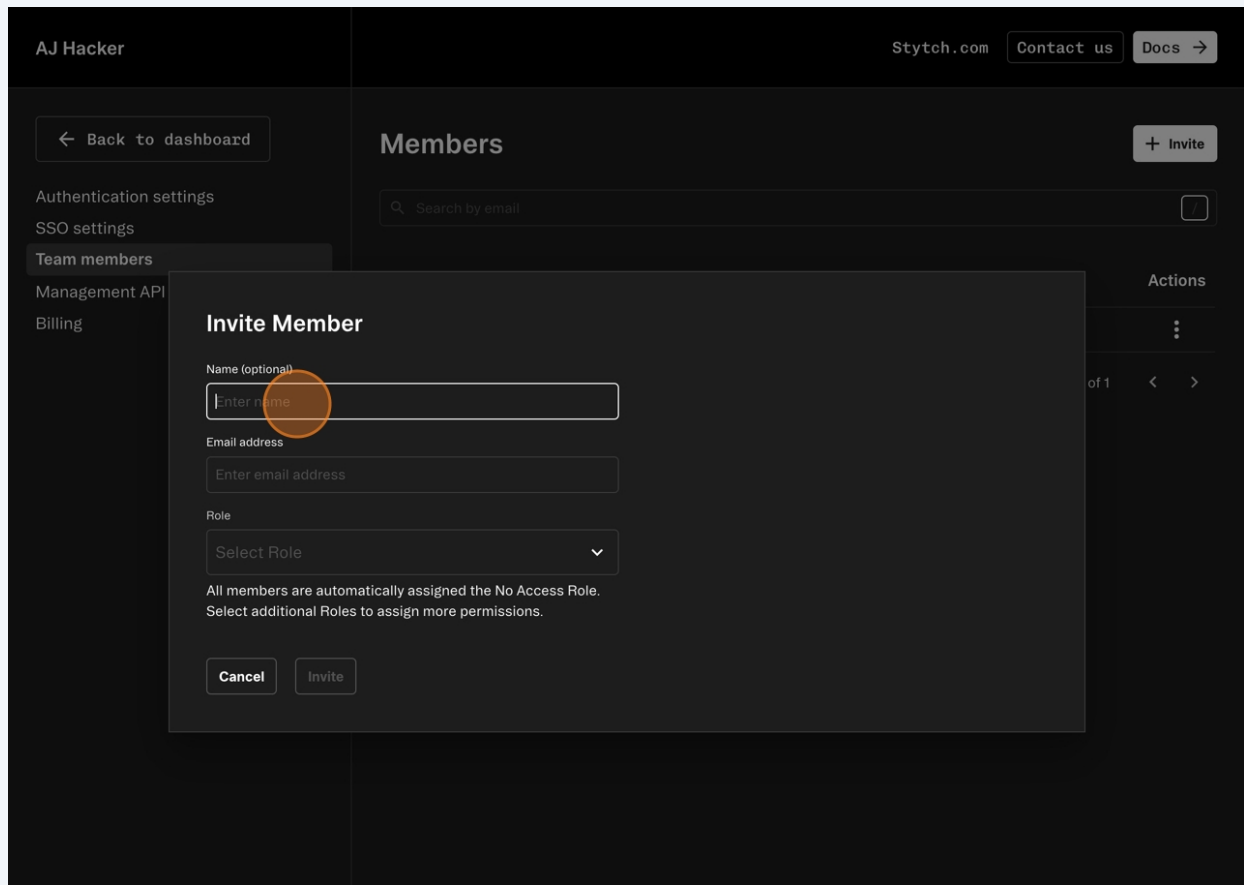 AJ Hacker
Stytch.com
Contact us
Docs →
← Back to dashboard
Authentication settings
SSO settings
Team members
Management API
Billing
Members
+ Invite
Search by email
/
Actions
of 1
Invite Member
Name (optional)
Enter name
Email address
Enter email address
Role
Select Role
All members are automatically assigned the No Access Role.
Select additional Roles to assign more permissions.
Cancel
Invite